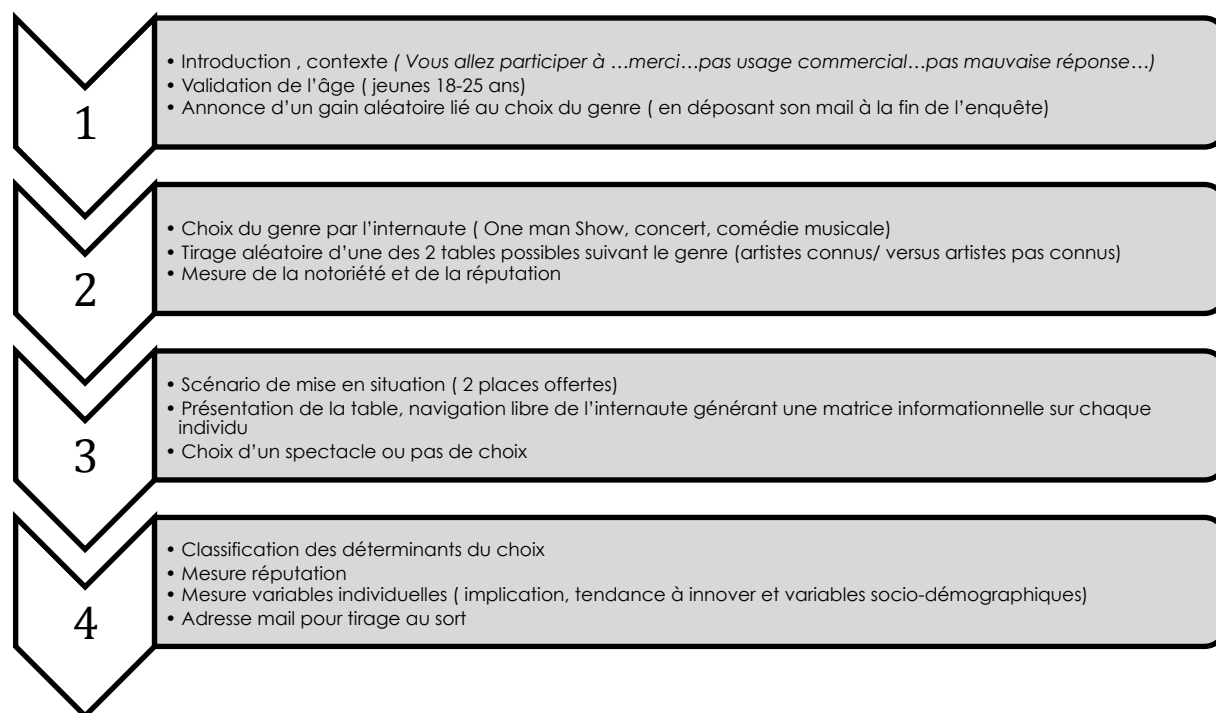 1
• Introduction , contexte ( Vous allez participer à …merci…pas usage commercial…pas mauvaise réponse…)
• Validation de l’âge ( jeunes 18-25 ans)
• Annonce d’un gain aléatoire lié au choix du genre ( en déposant son mail à la fin de l’enquête)
2
• Choix du genre par l’internaute ( One man Show, concert, comédie musicale)
• Tirage aléatoire d’une des 2 tables possibles suivant le genre (artistes connus/ versus artistes pas connus)
• Mesure de la notoriété et de la réputation
3
• Scénario de mise en situation ( 2 places offertes)
• Présentation de la table, navigation libre de l’internaute générant une matrice informationnelle sur chaque
individu
• Choix d’un spectacle ou pas de choix
4
• Classification des déterminants du choix
• Mesure réputation
• Mesure variables individuelles ( implication, tendance à innover et variables socio-démographiques)
• Adresse mail pour tirage au sort